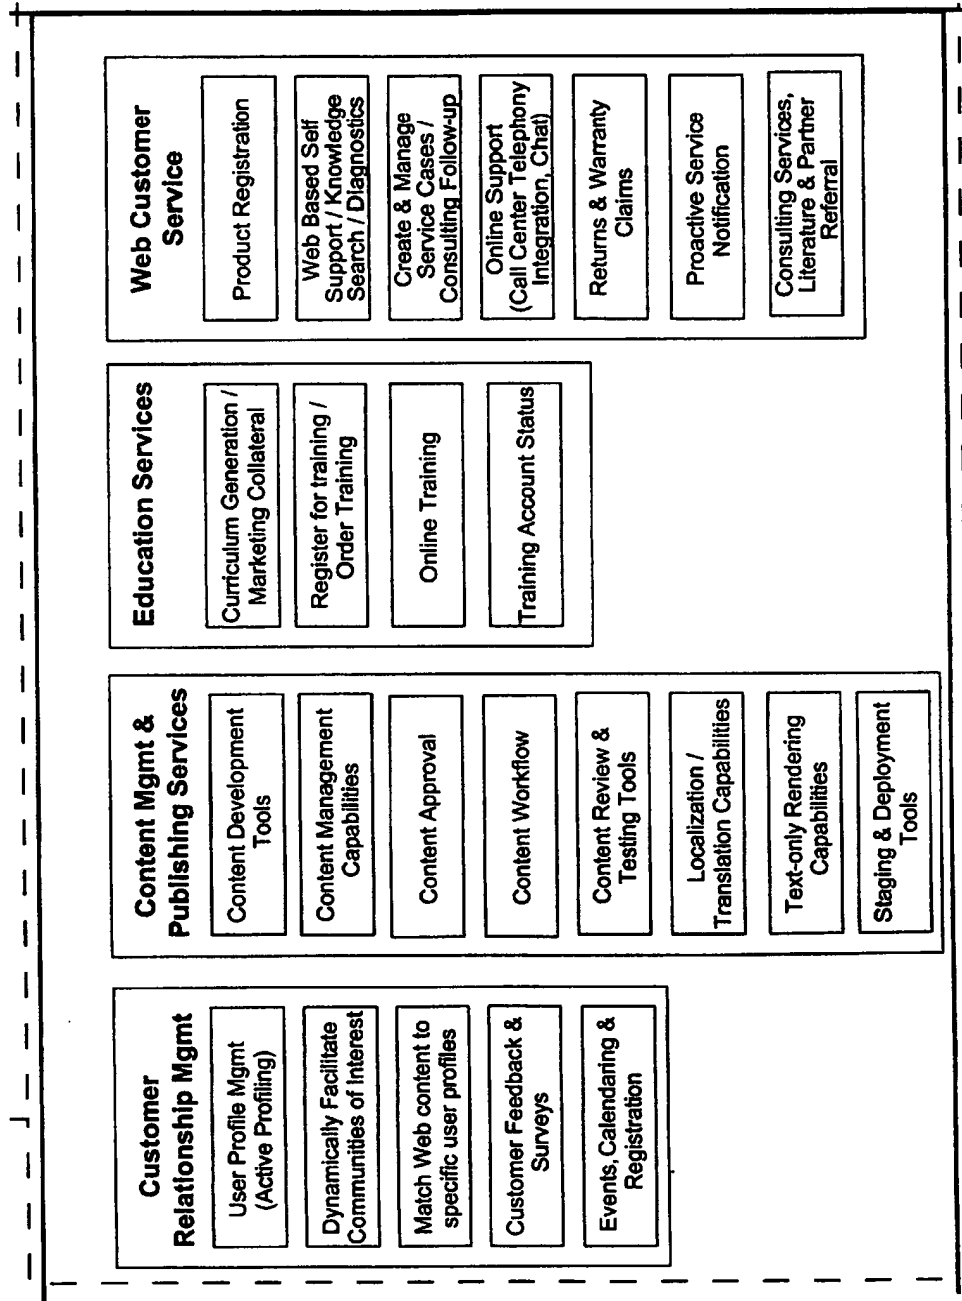 Customer
Relationship Mgmt
User Profile Mgmt
(Active Profiling)
Dynamically Facilitate
Communities of Interest
Match Web content to
specific user profiles
Customer Feedback &
Surveys
Events, Calendaring &
Registration
Content Mgmt &
Publishing Services
Content Development
Tools
Content Management
Capabilities
Content Approval
Content Workflow
Content Review &
Testing Tools
Localization /
Translation Capabilities
Text-only Rendering
Capabilities
Staging & Deployment
Tools
Education Services
Curriculum Generation /
Marketing Collateral
Register for training /
Order Training
Online Training
Training Account Status
Web Customer
Service
Product Registration
Web Based Self
Support / Knowledge
Search / Diagnostics
Create & Manage
Service Cases /
Consulting Follow-up
Online Support
(Call Center Telephony
Integration, Chat)
Returns & Warranty
Claims
Proactive Service
Notification
Consulting Services,
Literature & Partner
Referral